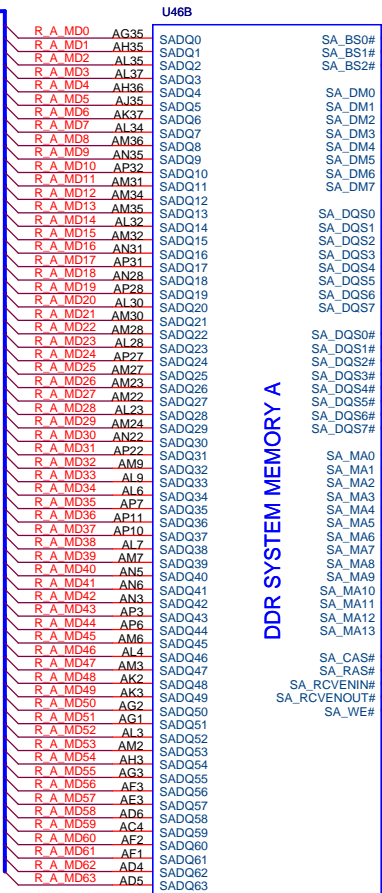 U46B
R_A_MD0 AG35 SADQ0 SA_BS0#
R_A_MD1 AH35 SADQ1 SA_BS1#
R_A_MD2 AL35 SADQ2 SA_BS2#
R_A_MD3 AL37 SADQ3
R_A_MD4 AH36 SADQ4 SA_DM0
R_A_MD5 AJ35 SADQ5 SA_DM1
R_A_MD6 AK37 SADQ6 SA_DM2
R_A_MD7 AL34 SADQ7 SA_DM3
R_A_MD8 AM36 SADQ8 SA_DM4
R_A_MD9 AN35 SADQ9 SA_DM5
R_A_MD10 AP32 SADQ10 SA_DM6
R_A_MD11 AM31 SADQ11 SA_DM7
R_A_MD12 AM34 SADQ12
R_A_MD13 AM35 SADQ13 SA_DQS0
R_A_MD14 AL32 SADQ14 SA_DQS1
R_A_MD15 AM32 SADQ15 SA_DQS2
R_A_MD16 AN31 SADQ16 SA_DQS3
R_A_MD17 AP31 SADQ17 SA_DQS4
R_A_MD18 AN28 SADQ18 SA_DQS5
R_A_MD19 AP28 SADQ19 SA_DQS6
R_A_MD20 AL30 SADQ20 SA_DQS7
R_A_MD21 AM30 SADQ21
R_A_MD22 AM28 SADQ22 SA_DQS0#
R_A_MD23 AL28 SADQ23 SA_DQS1#
R_A_MD24 AP27 SADQ24 SA_DQS2#
R_A_MD25 AM27 SADQ25 SA_DQS3#
R_A_MD26 AM23 SADQ26 SA_DQS4#
R_A_MD27 AM22 SADQ27 SA_DQS5#
R_A_MD28 AL23 SADQ28 SA_DQS6#
R_A_MD29 AM24 SADQ29 SA_DQS7#
R_A_MD30 AN22 SADQ30
R_A_MD31 AP22 SADQ31 SA_MA0
R_A_MD32 AM9 SADQ32 SA_MA1
R_A_MD33 AL9 SADQ33 SA_MA2
R_A_MD34 AL6 SADQ34 SA_MA3
R_A_MD35 AP7 SADQ35 SA_MA4
R_A_MD36 AP11 SADQ36 SA_MA5
R_A_MD37 AP10 SADQ37 SA_MA6
R_A_MD38 AL7 SADQ38 SA_MA7
R_A_MD39 AM7 SADQ39 SA_MA8
R_A_MD40 AN5 SADQ40 SA_MA9
R_A_MD41 AN6 SADQ41 SA_MA10
R_A_MD42 AN3 SADQ42 SA_MA11
R_A_MD43 AP3 SADQ43 SA_MA12
R_A_MD44 AP6 SADQ44 SA_MA13
R_A_MD45 AM6 SADQ45
R_A_MD46 AL4 SADQ46 SA_CAS#
R_A_MD47 AM3 SADQ47 SA_RAS#
R_A_MD48 AK2 SADQ48 SA_RCVENIN#
R_A_MD49 AK3 SADQ49 SA_RCVENOUT#
R_A_MD50 AG2 SADQ50 SA_WE#
R_A_MD51 AG1 SADQ51
R_A_MD52 AL3 SADQ52
R_A_MD53 AM2 SADQ53
R_A_MD54 AH3 SADQ54
R_A_MD55 AG3 SADQ55
R_A_MD56 AF3 SADQ56
R_A_MD57 AE3 SADQ57
R_A_MD58 AD6 SADQ58
R_A_MD59 AC4 SADQ59
R_A_MD60 AF2 SADQ60
R_A_MD61 AF1 SADQ61
R_A_MD62 AD4 SADQ62
R_A_MD63 AD5 SADQ63
DDR SYSTEM MEMORY A